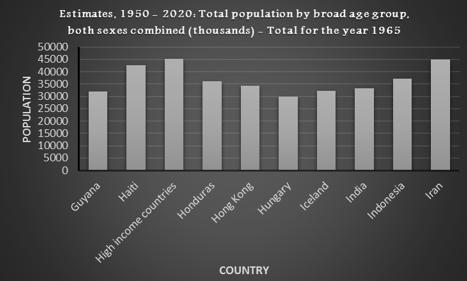 Estimates, 1950 – 2020: Total population by broad age group,
both sexes combined (thousands) – Total for the year 1965
POPULATION
50000
45000
40000
35000
30000
25000
20000
15000
10000
5000
0
Guyana
Haiti
High income countries
Honduras
Hong Kong
Hungary
Iceland
India
Indonesia
Iran
COUNTRY